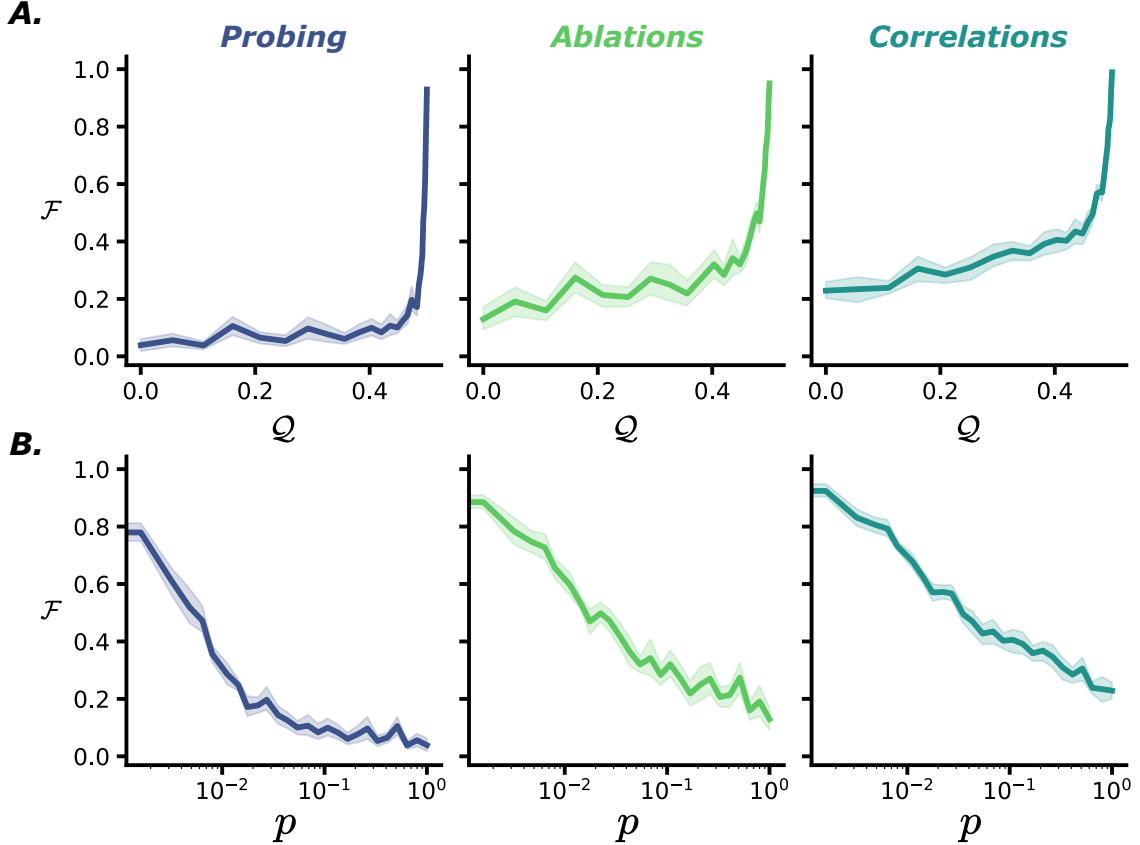 A.
Probing Ablations Correlations
1.0
0.8
0.6
0.4
0.2
0.0
ℱ
0.0 0.2 0.4 0.0 0.2 0.4 0.0 0.2 0.4
𝒬 𝒬 𝒬
B.
1.0
0.8
0.6
0.4
0.2
0.0
ℱ
10⁻² 10⁻¹ 10⁰ 10⁻² 10⁻¹ 10⁰ 10⁻² 10⁻¹ 10⁰
p p p